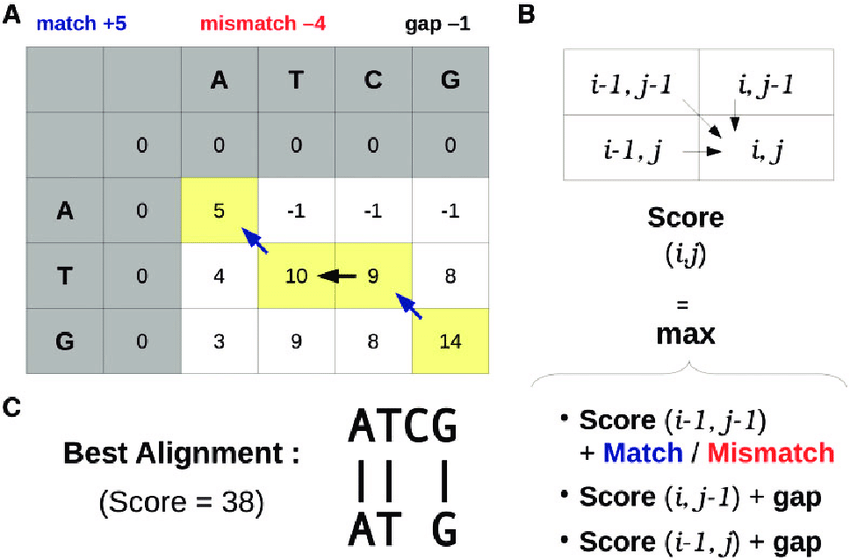 A
match +5 mismatch –4 gap –1
A T C G
0 0 0 0 0
A 0 5 -1 -1 -1
T 0 4 10 9 8
G 0 3 9 8 14
B
i-1, j-1 i, j-1
i-1, j i, j
Score
(i,j)
=
max
• Score (i-1, j-1)
+ Match / Mismatch
• Score (i, j-1) + gap
• Score (i-1, j) + gap
C
Best Alignment :
(Score = 38)
ATCG
|| |
AT G